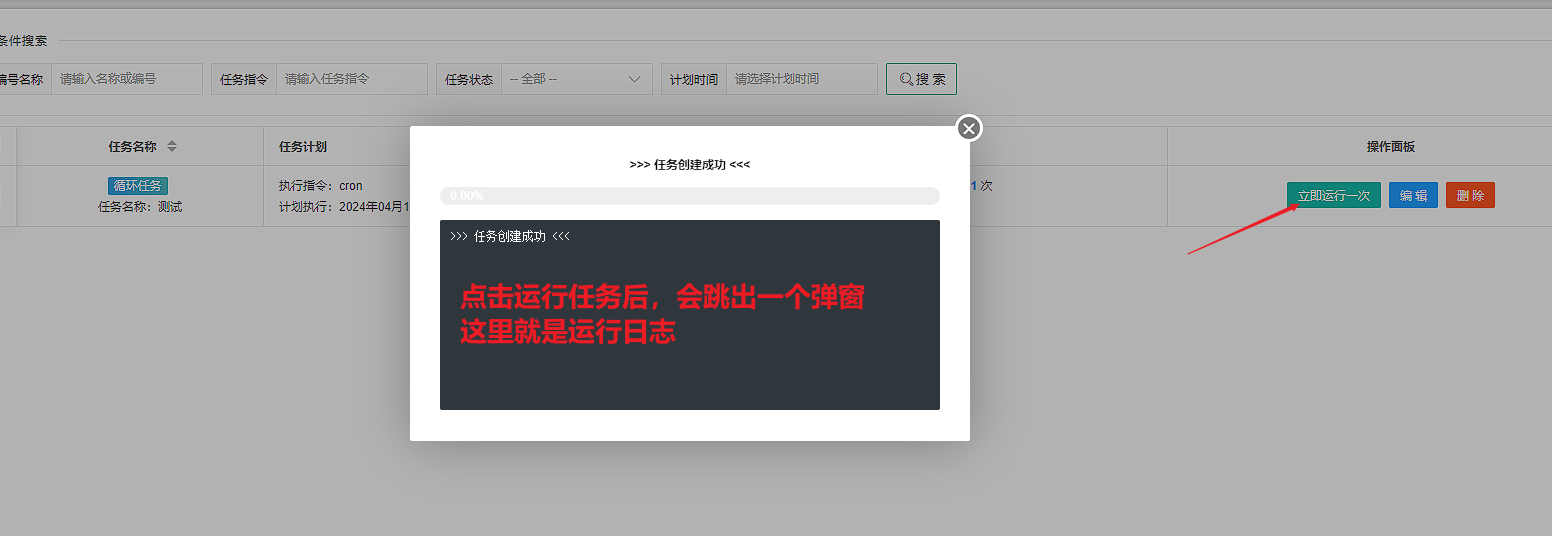 条件搜索
编号名称 请输入名称或编号 任务指令 请输入任务指令 任务状态 -- 全部 -- 计划时间 请选择计划时间 搜 索
任务名称 任务计划 操作面板
循环任务 执行指令：cron 1 次 立即运行一次 编 辑 删 除
任务名称：测试 计划执行：2024年04月1
>>> 任务创建成功 <<<
0.00%
>>> 任务创建成功 <<<
点击运行任务后，会跳出一个弹窗
这里就是运行日志